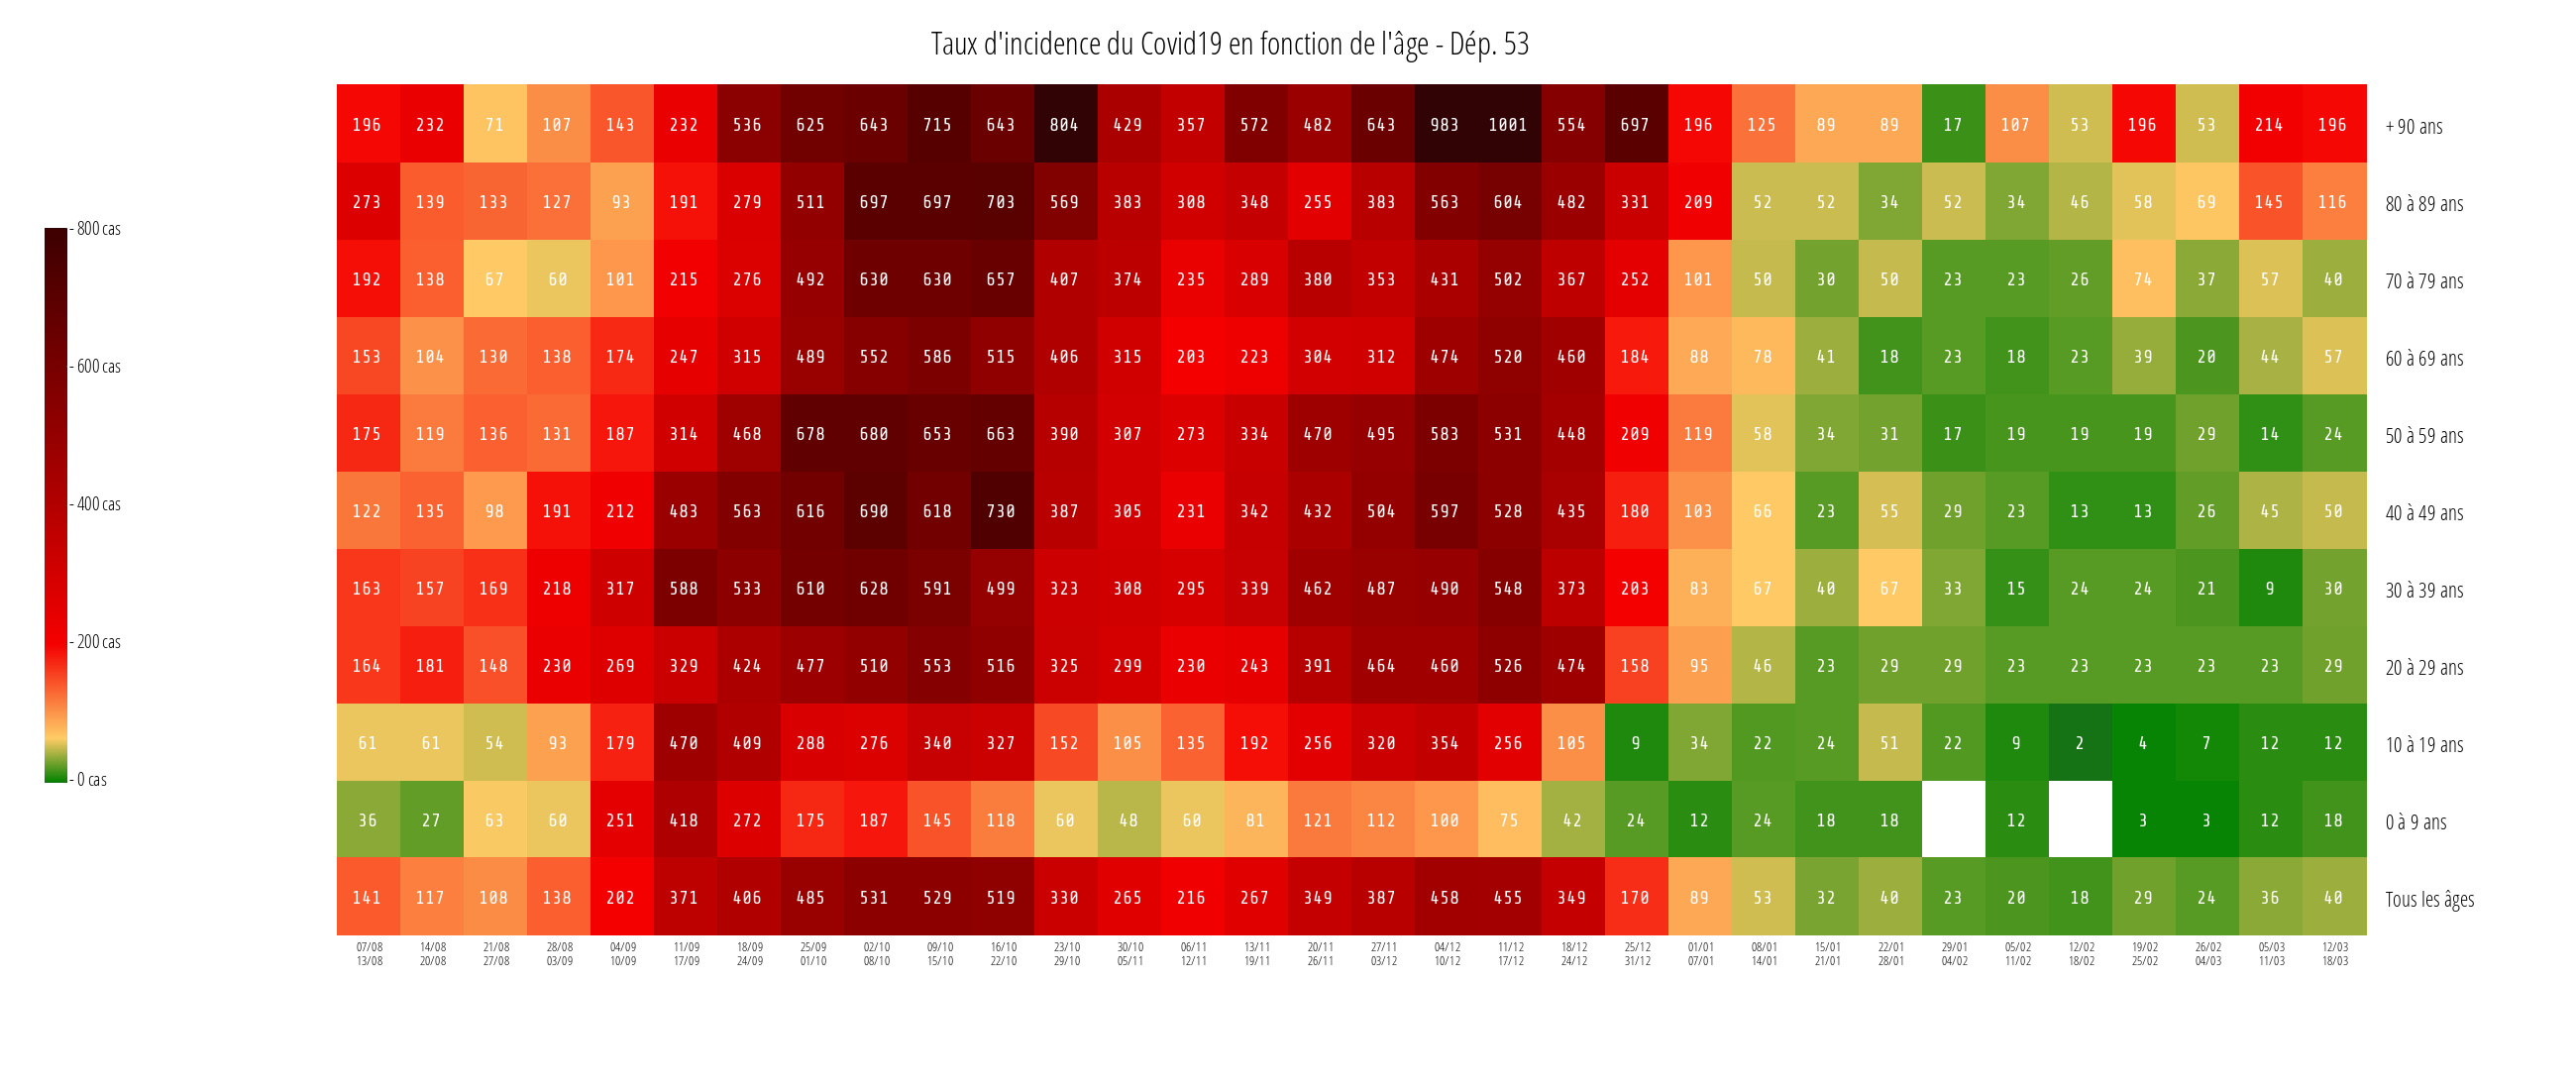 Taux d'incidence du Covid19 en fonction de l'âge - Dép. 53
196 232 71 107 143 232 536 625 643 715 643 804 429 357 572 482 643 983 1001 554 697 196 125 89 89 17 107 53 196 53 214 196 + 90 ans
273 139 133 127 93 191 279 511 697 697 703 569 383 308 348 255 383 563 604 482 331 209 52 52 34 52 34 46 58 69 145 116 80 à 89 ans
- 800 cas
192 138 67 60 101 215 276 492 630 630 657 407 374 235 289 380 353 431 502 367 252 101 50 30 50 23 23 26 74 37 57 40 70 à 79 ans
153 104 130 138 174 247 315 489 552 586 515 406 315 203 223 304 312 474 520 460 184 88 78 41 18 23 18 23 39 20 44 57 60 à 69 ans
- 600 cas
175 119 136 131 187 314 468 678 680 653 663 390 307 273 334 470 495 583 531 448 209 119 58 34 31 17 19 19 19 29 14 24 50 à 59 ans
- 400 cas
122 135 98 191 212 483 563 616 690 618 730 387 305 231 342 432 504 597 528 435 180 103 66 23 55 29 23 13 13 26 45 50 40 à 49 ans
163 157 169 218 317 588 533 610 628 591 499 323 308 295 339 462 487 490 548 373 203 83 67 40 67 33 15 24 24 21 9 30 30 à 39 ans
- 200 cas
164 181 148 230 269 329 424 477 510 553 516 325 299 230 243 391 464 460 526 474 158 95 46 23 29 29 23 23 23 23 23 29 20 à 29 ans
61 61 54 93 179 470 409 288 276 340 327 152 105 135 192 256 320 354 256 105 9 34 22 24 51 22 9 2 4 7 12 12 10 à 19 ans
- 0 cas
36 27 63 60 251 418 272 175 187 145 118 60 48 60 81 121 112 100 75 42 24 12 24 18 18 12 3 3 12 18 0 à 9 ans
141 117 108 138 202 371 406 485 531 529 519 330 265 216 267 349 387 458 455 349 170 89 53 32 40 23 20 18 29 24 36 40 Tous les âges
07/08 14/08 21/08 28/08 04/09 11/09 18/09 25/09 02/10 09/10 16/10 23/10 30/10 06/11 13/11 20/11 27/11 04/12 11/12 18/12 25/12 01/01 08/01 15/01 22/01 29/01 05/02 12/02 19/02 26/02 05/03 12/03
13/08 20/08 27/08 03/09 10/09 17/09 24/09 01/10 08/10 15/10 22/10 29/10 05/11 12/11 19/11 26/11 03/12 10/12 17/12 24/12 31/12 07/01 14/01 21/01 28/01 04/02 11/02 18/02 25/02 04/03 11/03 18/03